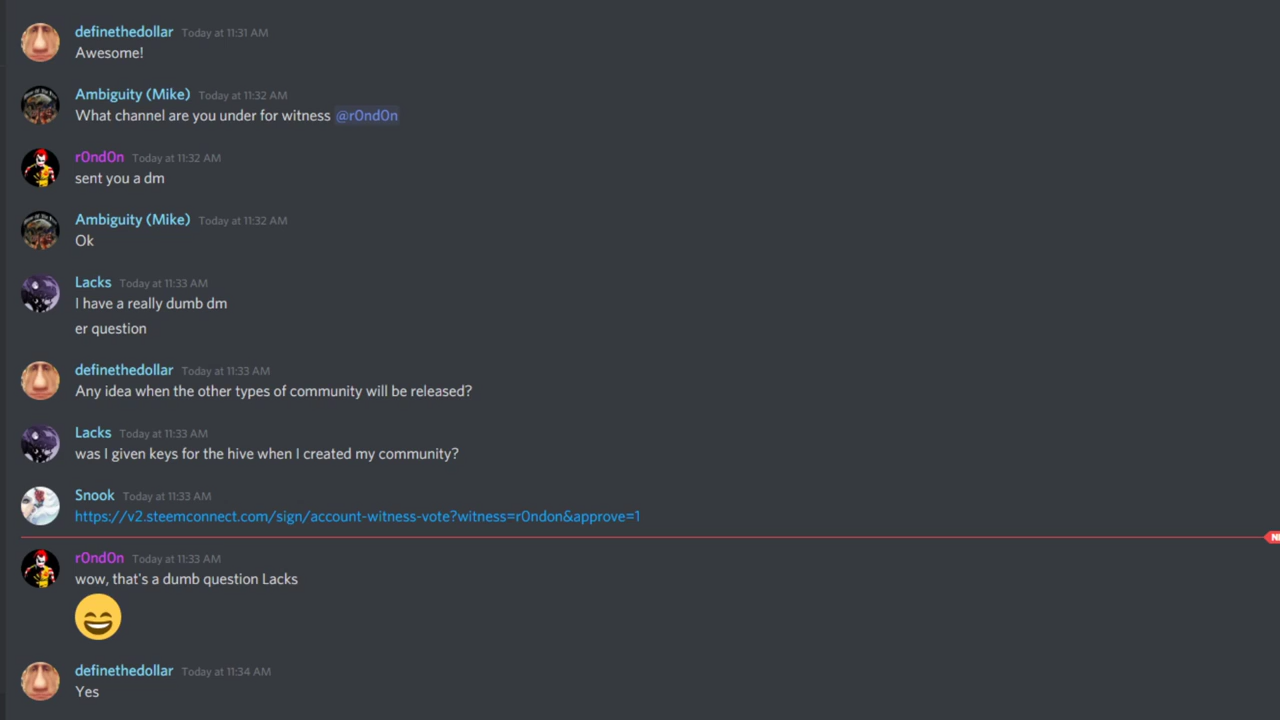 definethedollar Today at 11:31 AM
Awesome!
Ambiguity (Mike) Today at 11:32 AM
What channel are you under for witness @r0nd0n
r0nd0n Today at 11:32 AM
sent you a dm
Ambiguity (Mike) Today at 11:32 AM
Ok
Lacks Today at 11:33 AM
I have a really dumb dm
er question
definethedollar Today at 11:33 AM
Any idea when the other types of community will be released?
Lacks Today at 11:33 AM
was I given keys for the hive when I created my community?
Snook Today at 11:33 AM
https://v2.steemconnect.com/sign/account-witness-vote?witness=r0ndon&approve=1
r0nd0n Today at 11:33 AM
wow, that's a dumb question Lacks
definethedollar Today at 11:34 AM
Yes